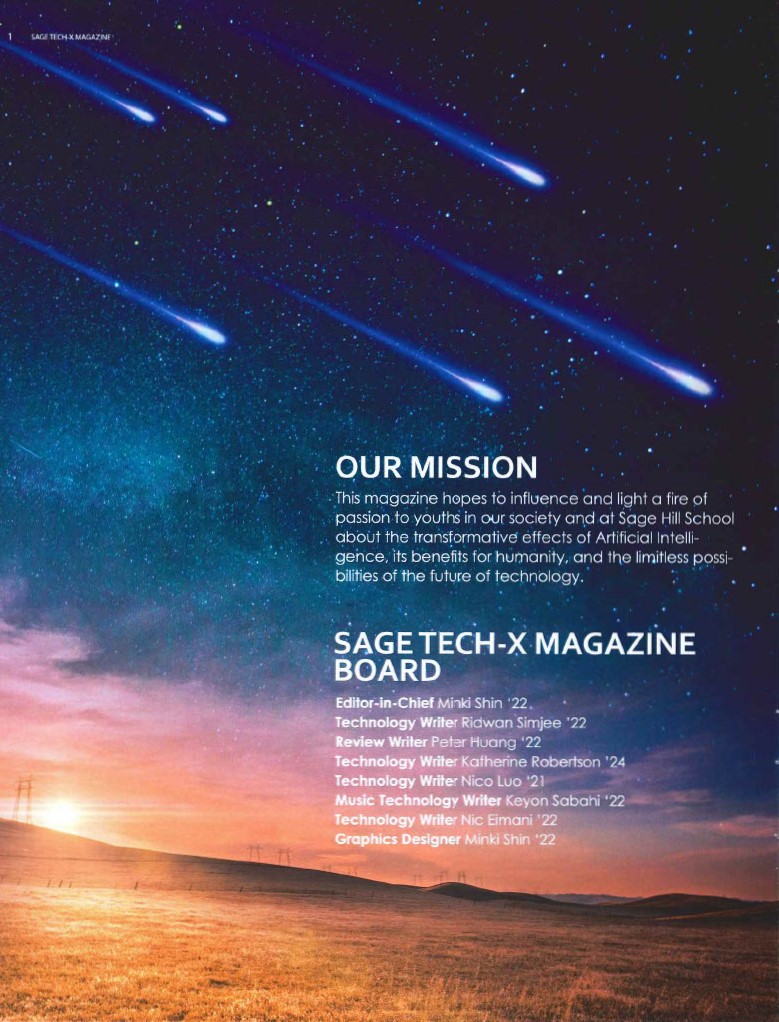 1 SAGE TECH-X MAGAZINE
OUR MISSION
This magazine hopes to influence and light a fire of
passion to youths in our society and at Sage Hill School
about the transformative effects of Artificial Intelli-
gence, its benefits for humanity, and the limitless possi-
bilities of the future of technology.
SAGE TECH-X MAGAZINE
BOARD
Editor-in-Chief Minki Shin ‘22
Technology Writer Ridwan Simjee ‘22
Review Writer Peter Huang ‘22
Technology Writer Katherine Robertson ‘24
Technology Writer Nico Luo ‘21
Music Technology Writer Keyon Sabahi ‘22
Technology Writer Nic Eimani ‘22
Graphics Designer Minki Shin ‘22